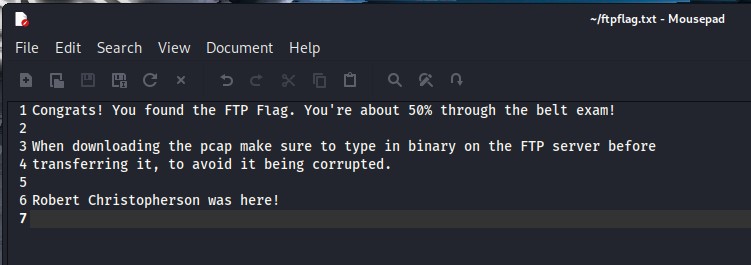 ~/ftpflag.txt - Mousepad
File Edit Search View Document Help
1 Congrats! You found the FTP Flag. You're about 50% through the belt exam!
2
3 When downloading the pcap make sure to type in binary on the FTP server before
4 transferring it, to avoid it being corrupted.
5
6 Robert Christopherson was here!
7